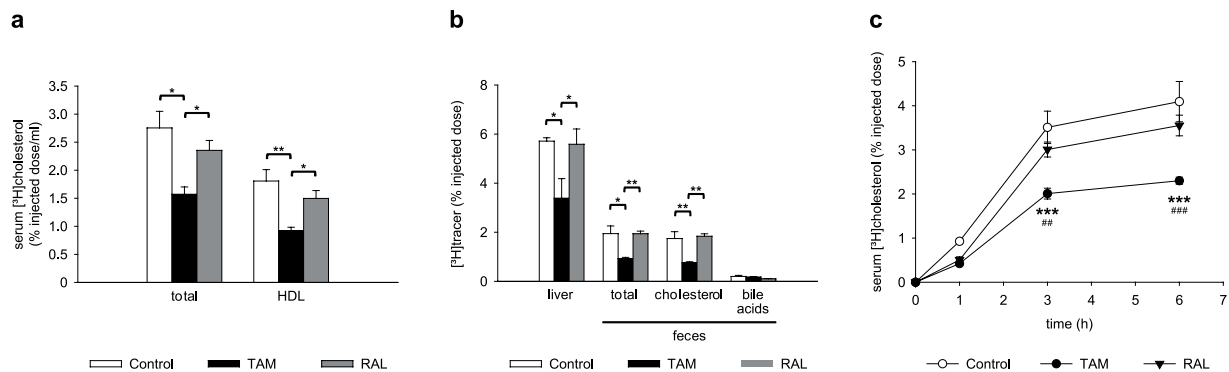 a
serum [³H]cholesterol
(% injected dose/ml)
3.5
3.0
2.5
2.0
1.5
1.0
0.5
0
*
*
**
*
total
HDL
Control
TAM
RAL
b
[³H]tracer (% injected dose)
8
6
4
2
0
*
*
*
**
**
**
liver
total
cholesterol
bile
acids
feces
Control
TAM
RAL
c
serum [³H]cholesterol (% injected dose)
5
4
3
2
1
0
***
##
***
###
0
1
2
3
4
5
6
7
time (h)
Control
TAM
RAL